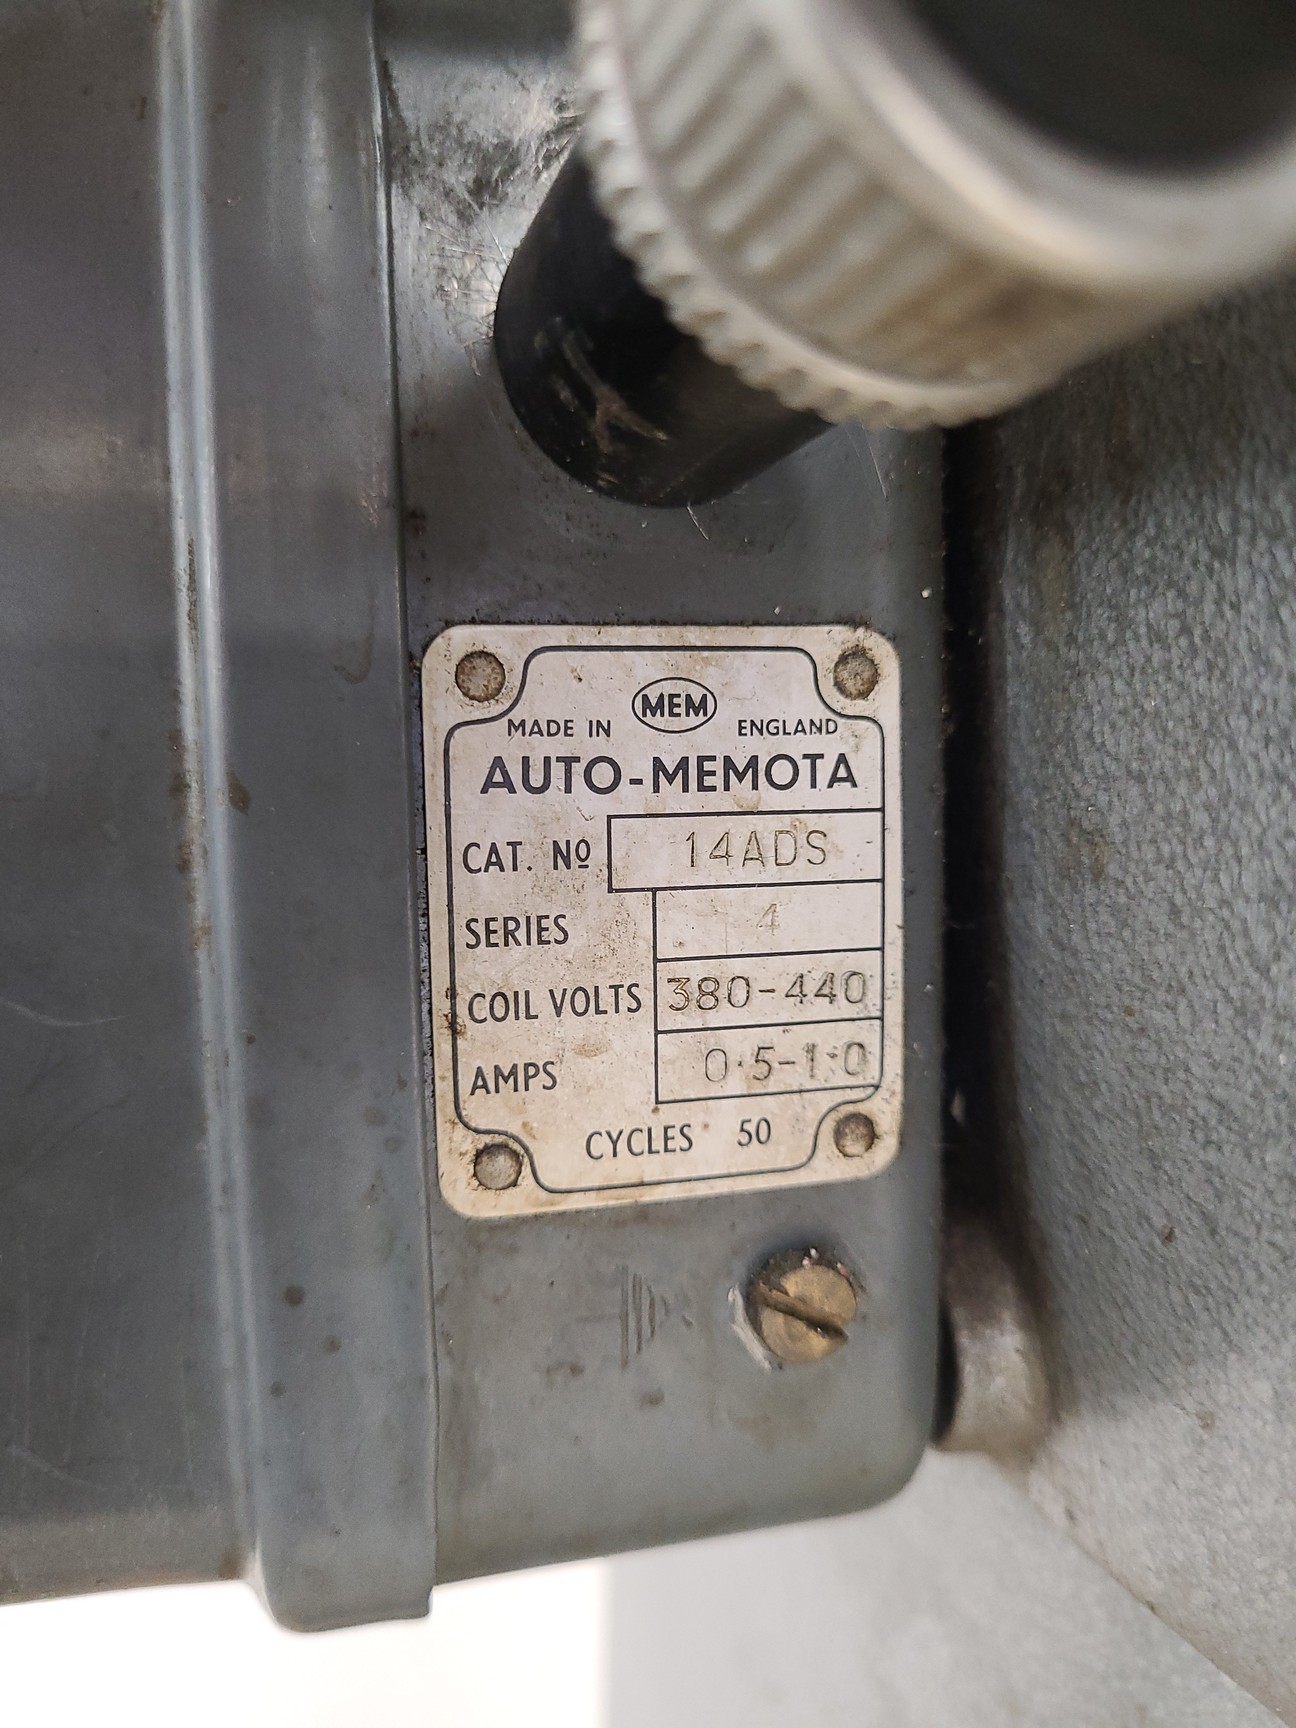 MEM
MADE IN ENGLAND
AUTO-MEMOTA
CAT. Nº 14ADS
SERIES 4
COIL VOLTS 380-440
AMPS 0·5-1·0
CYCLES 50